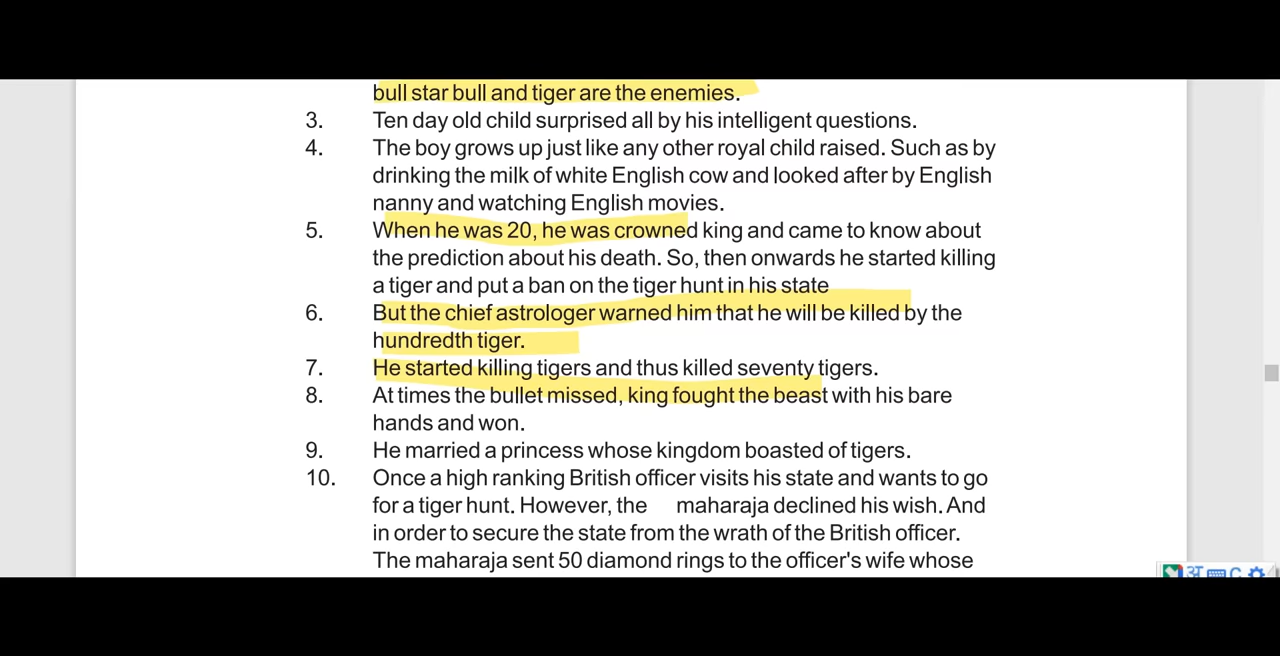 bull star bull and tiger are the enemies.
3. Ten day old child surprised all by his intelligent questions.
4. The boy grows up just like any other royal child raised. Such as by
drinking the milk of white English cow and looked after by English
nanny and watching English movies.
5. When he was 20, he was crowned king and came to know about
the prediction about his death. So, then onwards he started killing
a tiger and put a ban on the tiger hunt in his state
6. But the chief astrologer warned him that he will be killed by the
hundredth tiger.
7. He started killing tigers and thus killed seventy tigers.
8. At times the bullet missed, king fought the beast with his bare
hands and won.
9. He married a princess whose kingdom boasted of tigers.
10. Once a high ranking British officer visits his state and wants to go
for a tiger hunt. However, the maharaja declined his wish. And
in order to secure the state from the wrath of the British officer.
The maharaja sent 50 diamond rings to the officer's wife whose
अ C